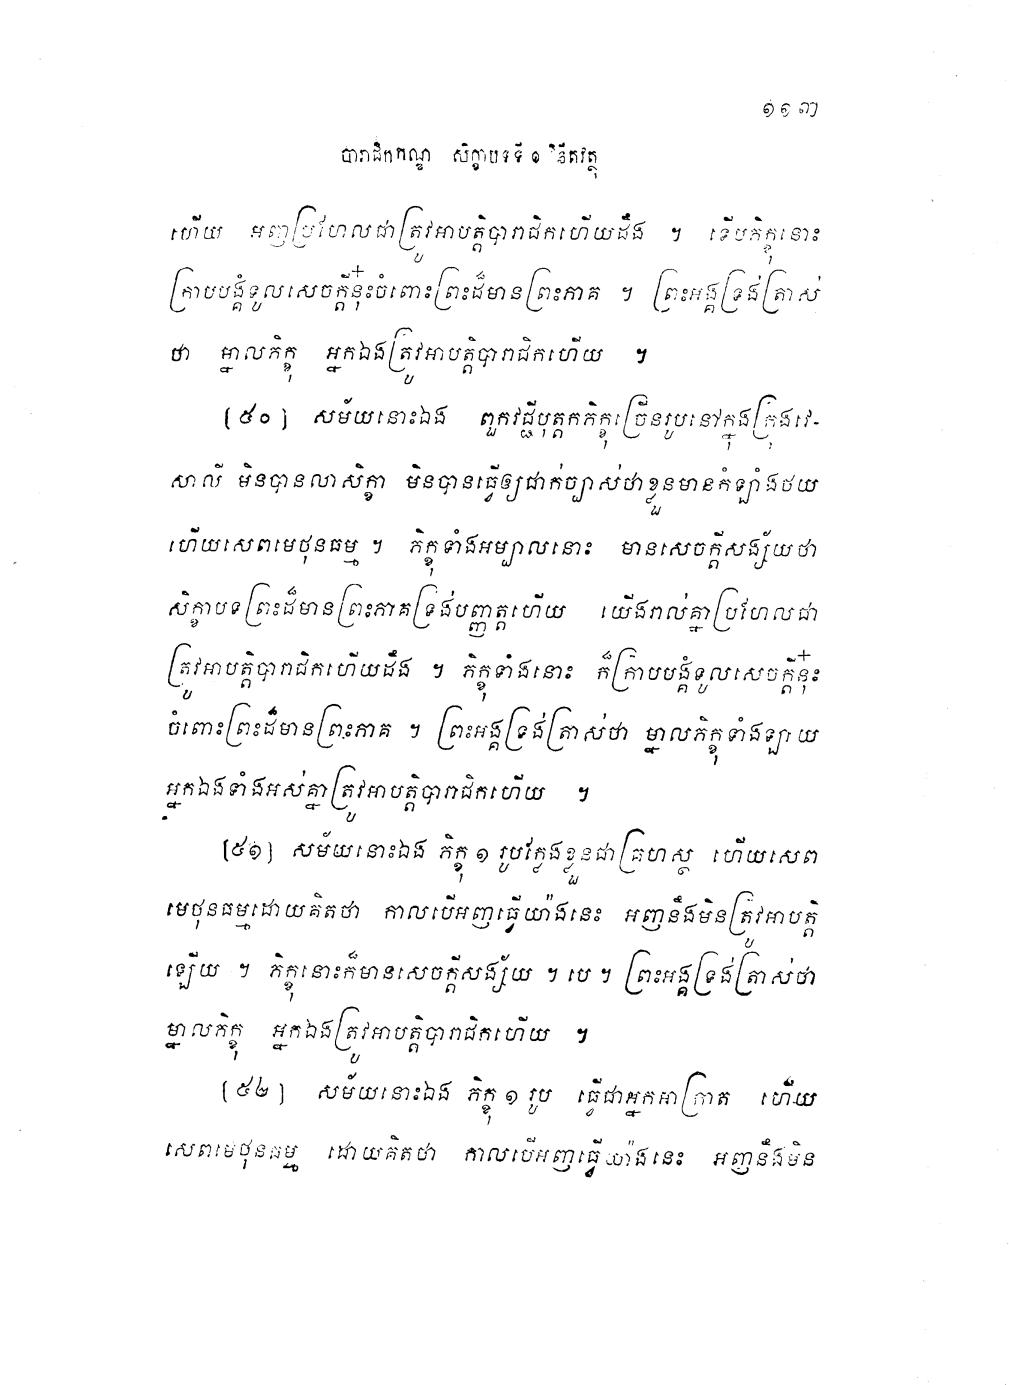 ១១៣
បារាជិកកណ្ឌ សិក្ខាបទទី ១ វិនីតវត្ថុ
ហើយ អញប្រហែលជាត្រូវអាបត្តិបារាជិកហើយដឹង ។ ទើបភិក្ខុនោះ
ក្រាបបង្គំទូលសេចក្តីនុ៎ះចំពោះព្រះដ៏មានព្រះភាគ ។ ព្រះអង្គទ្រង់ត្រាស់
ថា ម្នាលភិក្ខុ អ្នកឯងត្រូវអាបត្តិបារាជិកហើយ ។
(៥០) សម័យនោះឯង ពួកវជ្ជីបុត្តកភិក្ខុច្រើនរូបនៅក្នុងក្រុងវេ-
សាលី មិនបានលាសិក្ខា មិនបានធ្វើឲ្យជាក់ច្បាស់ថាខ្លួនមានកំឡាំងថយ
ហើយសេពមេថុនធម្ម ។ ភិក្ខុទាំងអម្បាលនោះ មានសេចក្តីសង្ស័យថា
សិក្ខាបទព្រះដ៏មានព្រះភាគទ្រង់បញ្ញត្តហើយ យើងរាល់គ្នាប្រហែលជា
ត្រូវអាបត្តិបារាជិកហើយដឹង ។ ភិក្ខុទាំងនោះ ក៏ក្រាបបង្គំទូលសេចក្តីនុ៎ះ
ចំពោះព្រះដ៏មានព្រះភាគ ។ ព្រះអង្គទ្រង់ត្រាស់ថា ម្នាលភិក្ខុទាំងឡាយ
អ្នកឯងទាំងអស់គ្នាត្រូវអាបត្តិបារាជិកហើយ ។
(៥១) សម័យនោះឯង ភិក្ខុ ១ រូបក្លែងខ្លួនជាគ្រហស្ថ ហើយសេព
មេថុនធម្មដោយគិតថា កាលបើអញធ្វើយ៉ាងនេះ អញនឹងមិនត្រូវអាបត្តិ
ឡើយ ។ ភិក្ខុនោះក៏មានសេចក្តីសង្ស័យ ។ បេ ។ ព្រះអង្គទ្រង់ត្រាស់ថា
ម្នាលភិក្ខុ អ្នកឯងត្រូវអាបត្តិបារាជិកហើយ ។
(៥២) សម័យនោះឯង ភិក្ខុ ១ រូប ធ្វើជាអ្នកអាក្រាត ហើយ
សេពមេថុនធម្ម ដោយគិតថា កាលបើអញធ្វើយ៉ាងនេះ អញនឹងមិន